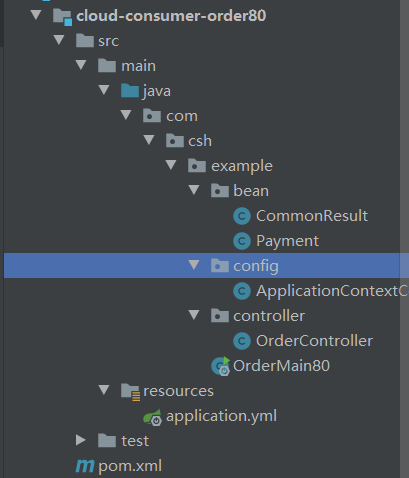 cloud-consumer-order80
src
main
java
com
csh
example
bean
CommonResult
Payment
config
ApplicationContextC
controller
OrderController
OrderMain80
resources
application.yml
test
pom.xml